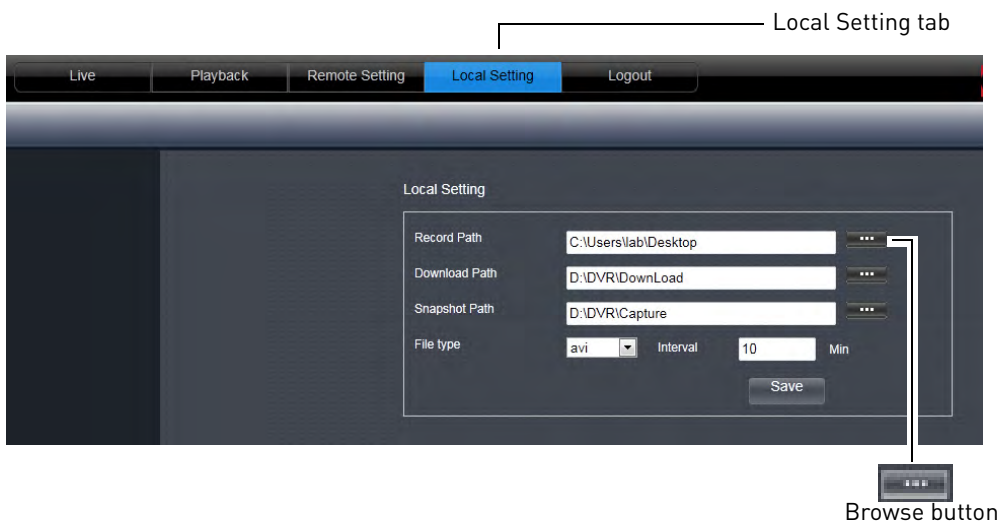 Local Setting tab
Live Playback Remote Setting Local Setting Logout
Local Setting
Record Path C:\Users\lab\Desktop ...
Download Path D:\DVR\DownLoad ...
Snapshot Path D:\DVR\Capture ...
File type avi Interval 10 Min
Save
...
Browse button